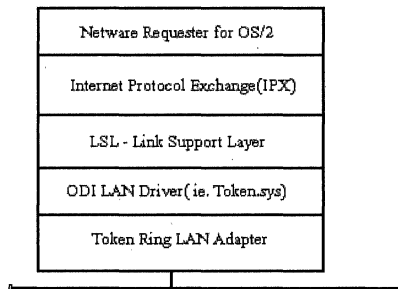 Netware Requester for OS/2
Internet Protocol Exchange(IPX)
LSL - Link Support Layer
ODI LAN Driver( ie. Token.sys)
Token Ring LAN Adapter